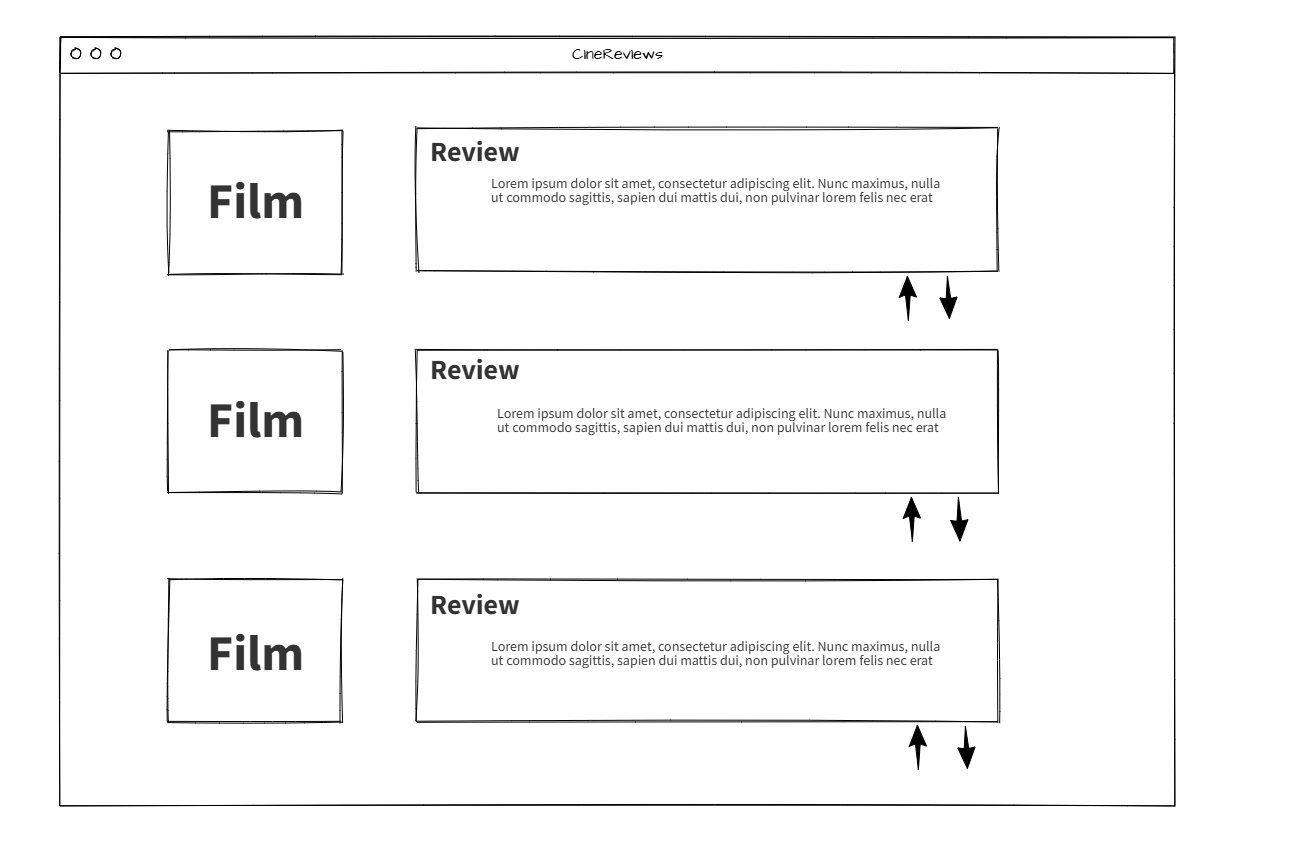 CineReviews
Film
Review
Lorem ipsum dolor sit amet, consectetur adipiscing elit. Nunc maximus, nulla
ut commodo sagittis, sapien dui mattis dui, non pulvinar lorem felis nec erat
Film
Review
Lorem ipsum dolor sit amet, consectetur adipiscing elit. Nunc maximus, nulla
ut commodo sagittis, sapien dui mattis dui, non pulvinar lorem felis nec erat
Film
Review
Lorem ipsum dolor sit amet, consectetur adipiscing elit. Nunc maximus, nulla
ut commodo sagittis, sapien dui mattis dui, non pulvinar lorem felis nec erat